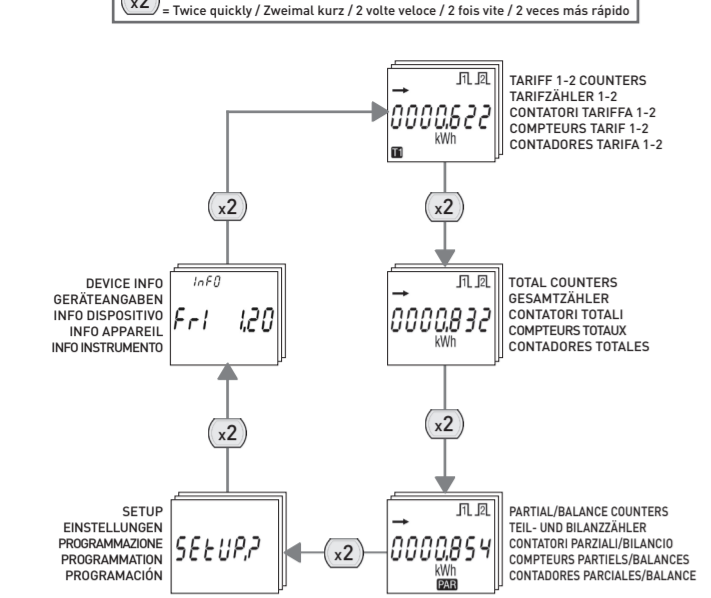 x2 = Twice quickly / Zweimal kurz / 2 volte veloce / 2 fois vite / 2 veces más rápido
0000.622
kWh
T1
TARIFF 1-2 COUNTERS
TARIFZÄHLER 1-2
CONTATORI TARIFFA 1-2
COMPTEURS TARIF 1-2
CONTADORES TARIFA 1-2
x2
x2
DEVICE INFO
GERÄTEANGABEN
INFO DISPOSITIVO
INFO APPAREIL
INFO INSTRUMENTO
InFO
Fr1 1.20
0000.832
kWh
TOTAL COUNTERS
GESAMTZÄHLER
CONTATORI TOTALI
COMPTEURS TOTAUX
CONTADORES TOTALES
x2
x2
SETUP
EINSTELLUNGEN
PROGRAMMAZIONE
PROGRAMMATION
PROGRAMACIÓN
SEtUP.?
x2
0000.854
kWh
PAR
PARTIAL/BALANCE COUNTERS
TEIL- UND BILANZZÄHLER
CONTATORI PARZIALI/BILANCIO
COMPTEURS PARTIELS/BALANCES
CONTADORES PARCIALES/BALANCE